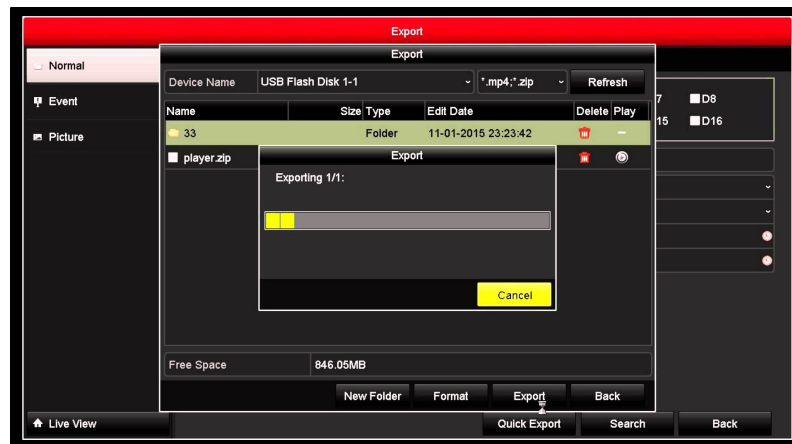 Export
Normal
Event
Picture
Export
Device Name USB Flash Disk 1-1 *.mp4;*.zip Refresh
Name Size Type Edit Date Delete Play
33 Folder 11-01-2015 23:23:42
player.zip
Export
Exporting 1/1:
Cancel
7 D8
15 D16
Free Space 846.05MB
New Folder Format Export Back
Live View Quick Export Search Back